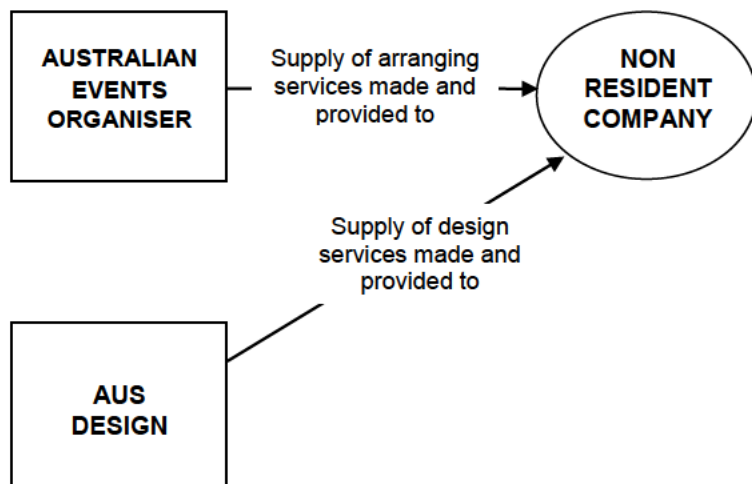 AUSTRALIAN
EVENTS
ORGANISER
Supply of arranging
services made and
provided to
NON
RESIDENT
COMPANY
Supply of design
services made and
provided to
AUS
DESIGN